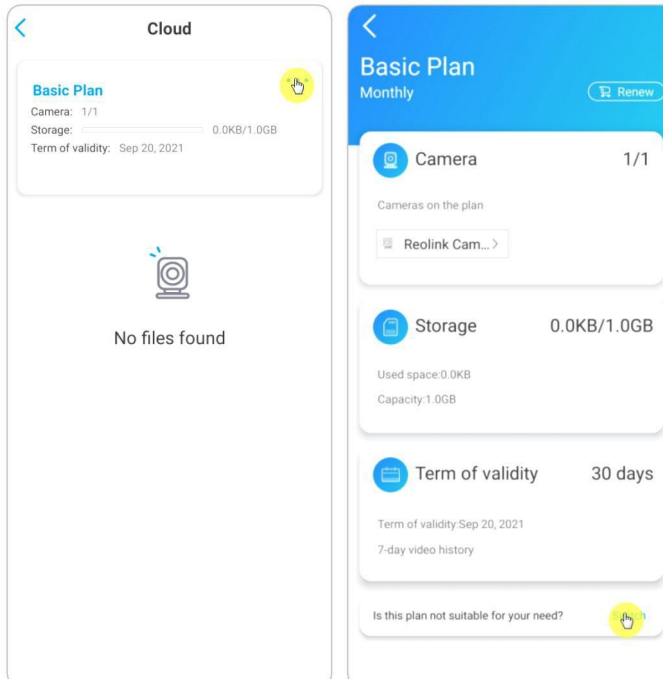 Cloud
Basic Plan
Camera: 1/1
Storage: 0.0KB/1.0GB
Term of validity: Sep 20, 2021
No files found
Basic Plan
Monthly
Renew
Camera 1/1
Cameras on the plan
Reolink Cam...
Storage 0.0KB/1.0GB
Used space:0.0KB
Capacity:1.0GB
Term of validity 30 days
Term of validity:Sep 20, 2021
7-day video history
Is this plan not suitable for your need?